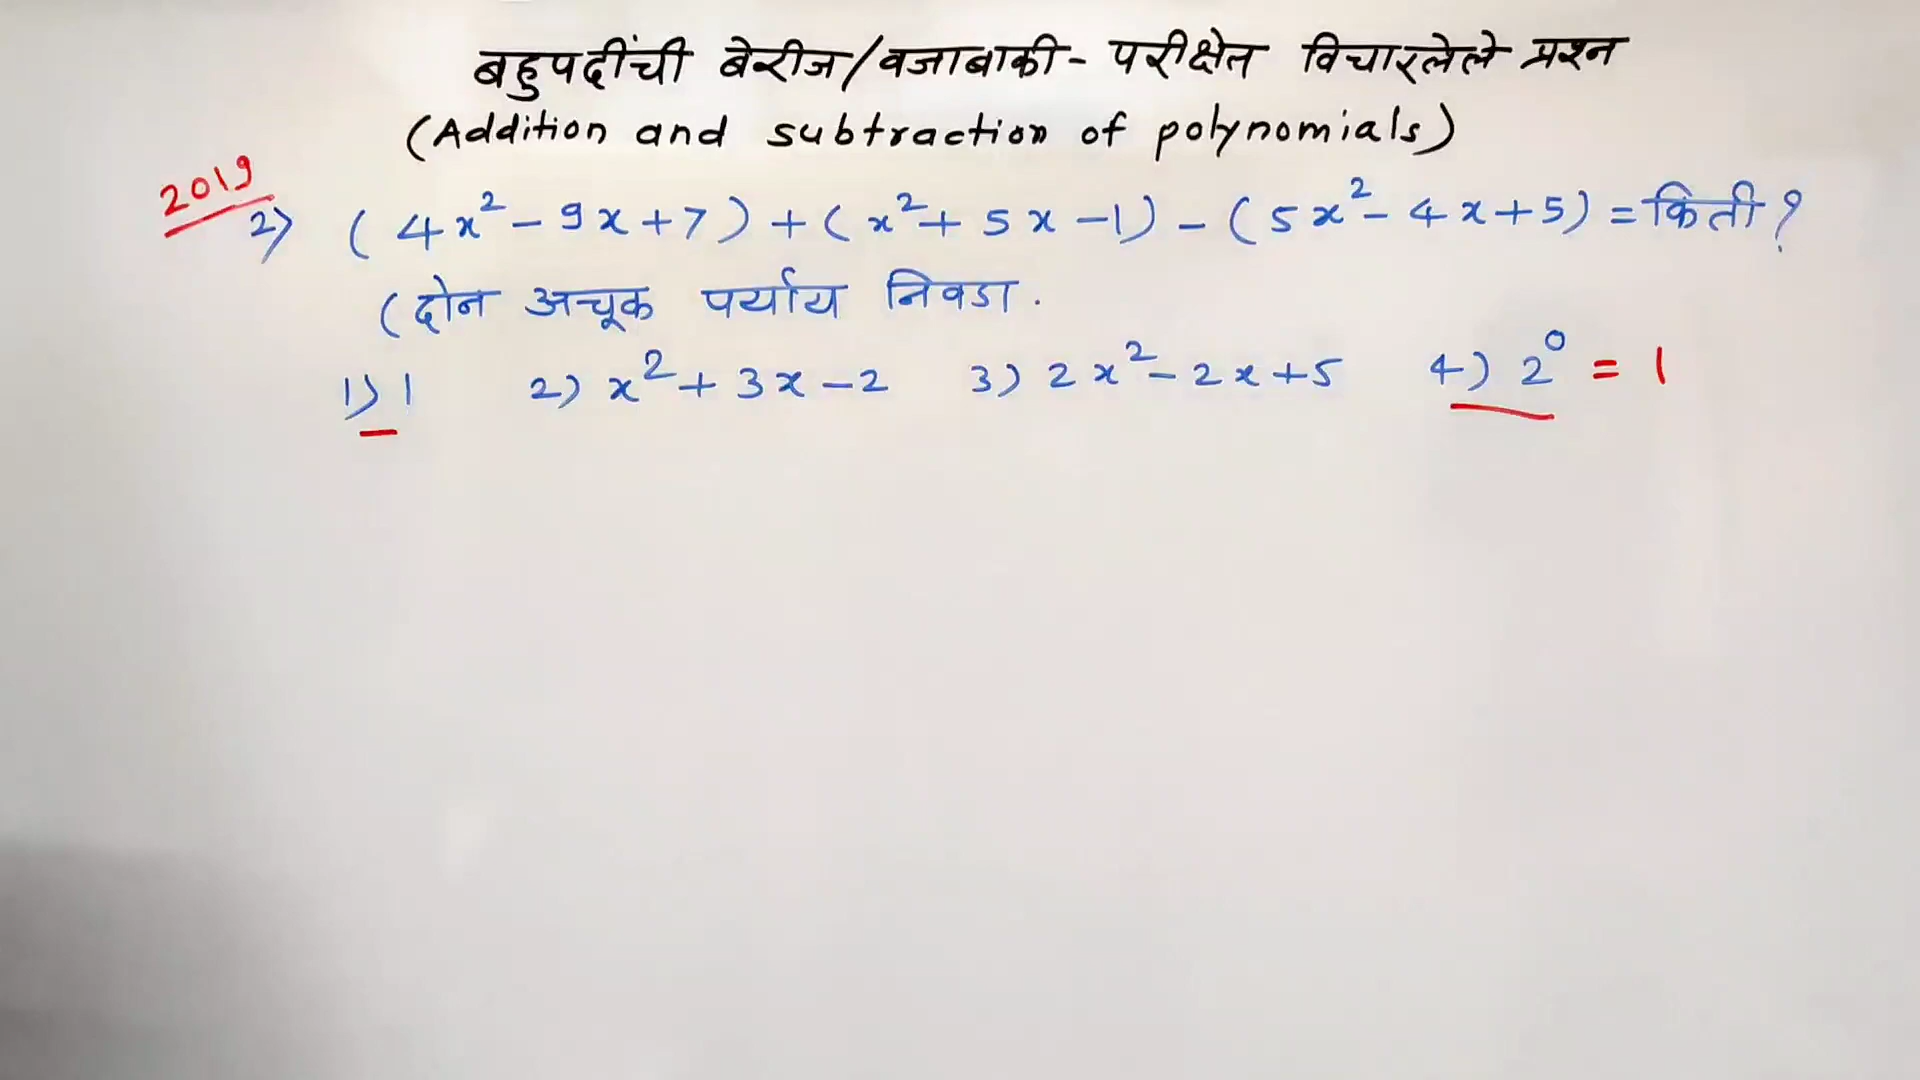 बहुपदींची बेरीज/वजाबाकी - परीक्षेत विचारलेले प्रश्न
(Addition and subtraction of polynomials)
2019
2) (4x² - 9x + 7) + (x² + 5x - 1) - (5x² - 4x + 5) = किती ?
(दोन अचूक पर्याय निवडा.
1) 1 2) x² + 3x - 2 3) 2x² - 2x + 5 4) 2⁰ = 1